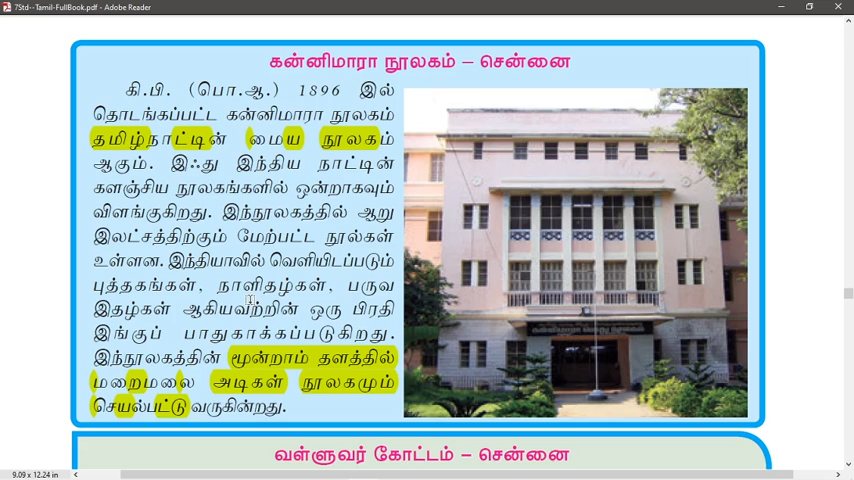 7Std--Tamil-FullBook.pdf - Adobe Reader
கன்னிமாரா நூலகம் – சென்னை
கி.பி. (பொ.ஆ.) 1896 இல்
தொடங்கப்பட்ட கன்னிமாரா நூலகம்
தமிழ்நாட்டின் மைய நூலகம்
ஆகும். இஃது இந்திய நாட்டின்
களஞ்சிய நூலகங்களில் ஒன்றாகவும்
விளங்குகிறது. இந்நூலகத்தில் ஆறு
இலட்சத்திற்கும் மேற்பட்ட நூல்கள்
உள்ளன. இந்தியாவில் வெளியிடப்படும்
புத்தகங்கள், நாளிதழ்கள், பருவ
இதழ்கள் ஆகியவற்றின் ஒரு பிரதி
இங்குப் பாதுகாக்கப்படுகிறது.
இந்நூலகத்தின் மூன்றாம் தளத்தில்
மறைமலை அடிகள் நூலகமும்
செயல்பட்டு வருகின்றது.
வள்ளுவர் கோட்டம் – சென்னை
9.09 x 12.24 in